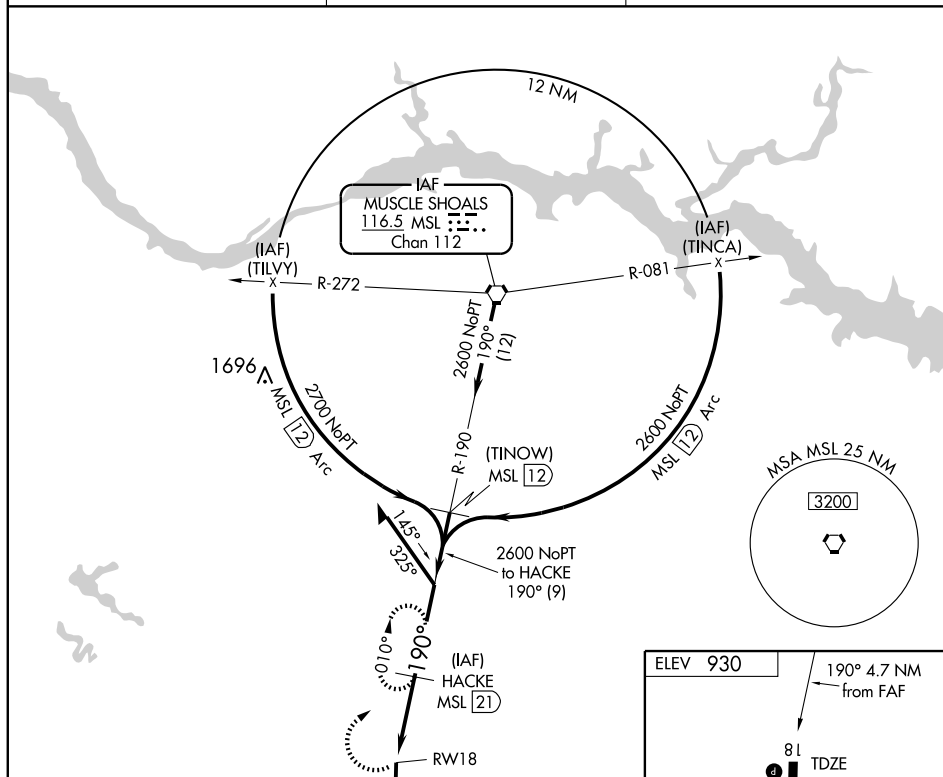 12 NM
IAF
MUSCLE SHOALS
116.5 MSL
Chan 112
(IAF)
(TILVY)
(IAF)
(TINCA)
R-272
R-081
2600 NoPT
190°
(12)
1696
2700 NoPT
MSL 12 Arc
2600 NoPT
MSL 12 Arc
R-190
(TINOW)
MSL 12
MSA MSL 25 NM
3200
145°
325°
2600 NoPT
to HACKE
190° (9)
010°
190°
(IAF)
HACKE
MSL 21
RW18
ELEV 930
190° 4.7 NM
from FAF
18
TDZE
P